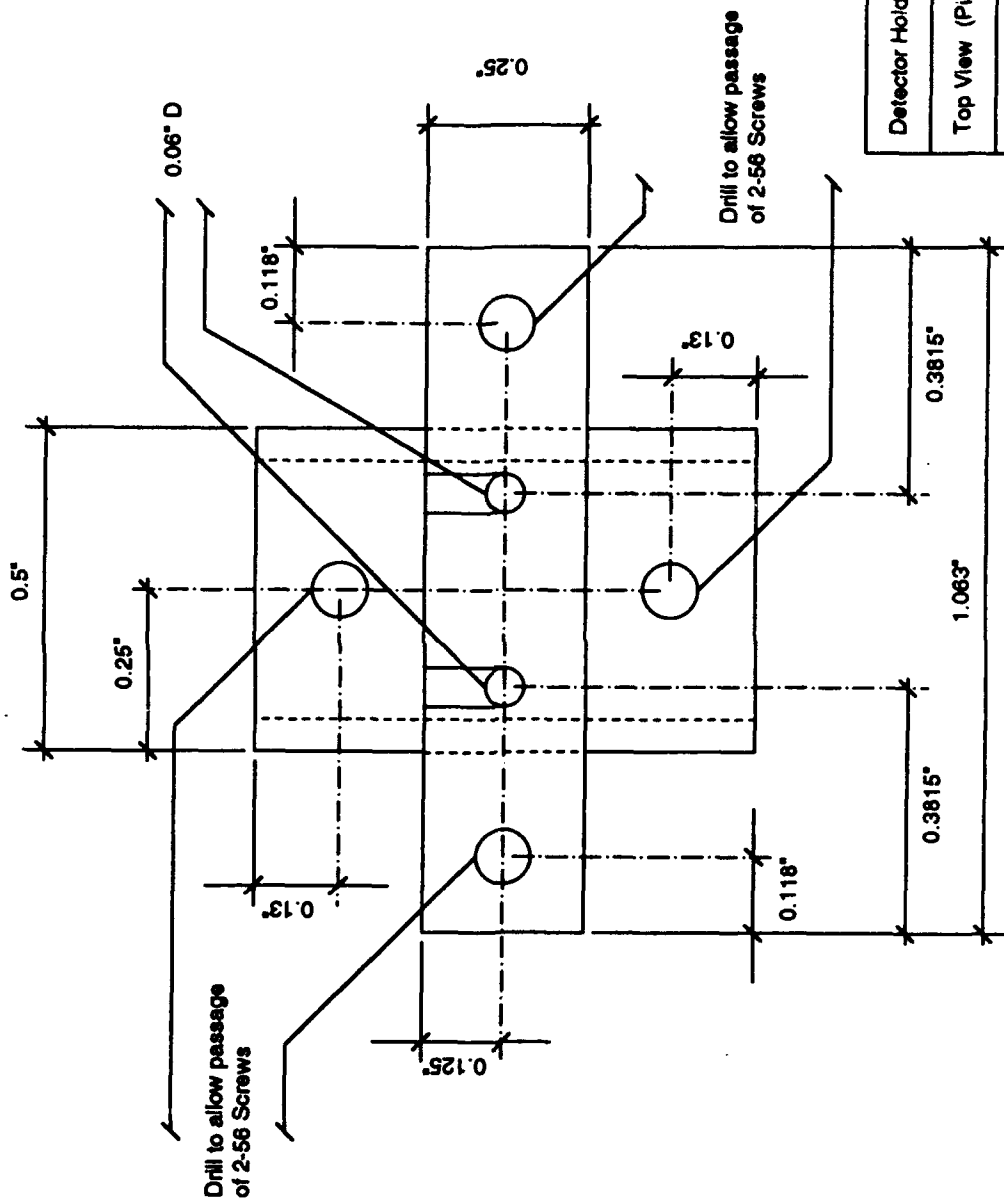 0.06" D
0.5"
0.25"
0.118"
0.25"
Drill to allow passage
of 2-56 Screws
0.13"
0.13"
0.3815"
1.063"
0.3815"
0.118"
0.125"
Drill to allow passage
of 2-56 Screws
Detector Hold
Top View (Pi